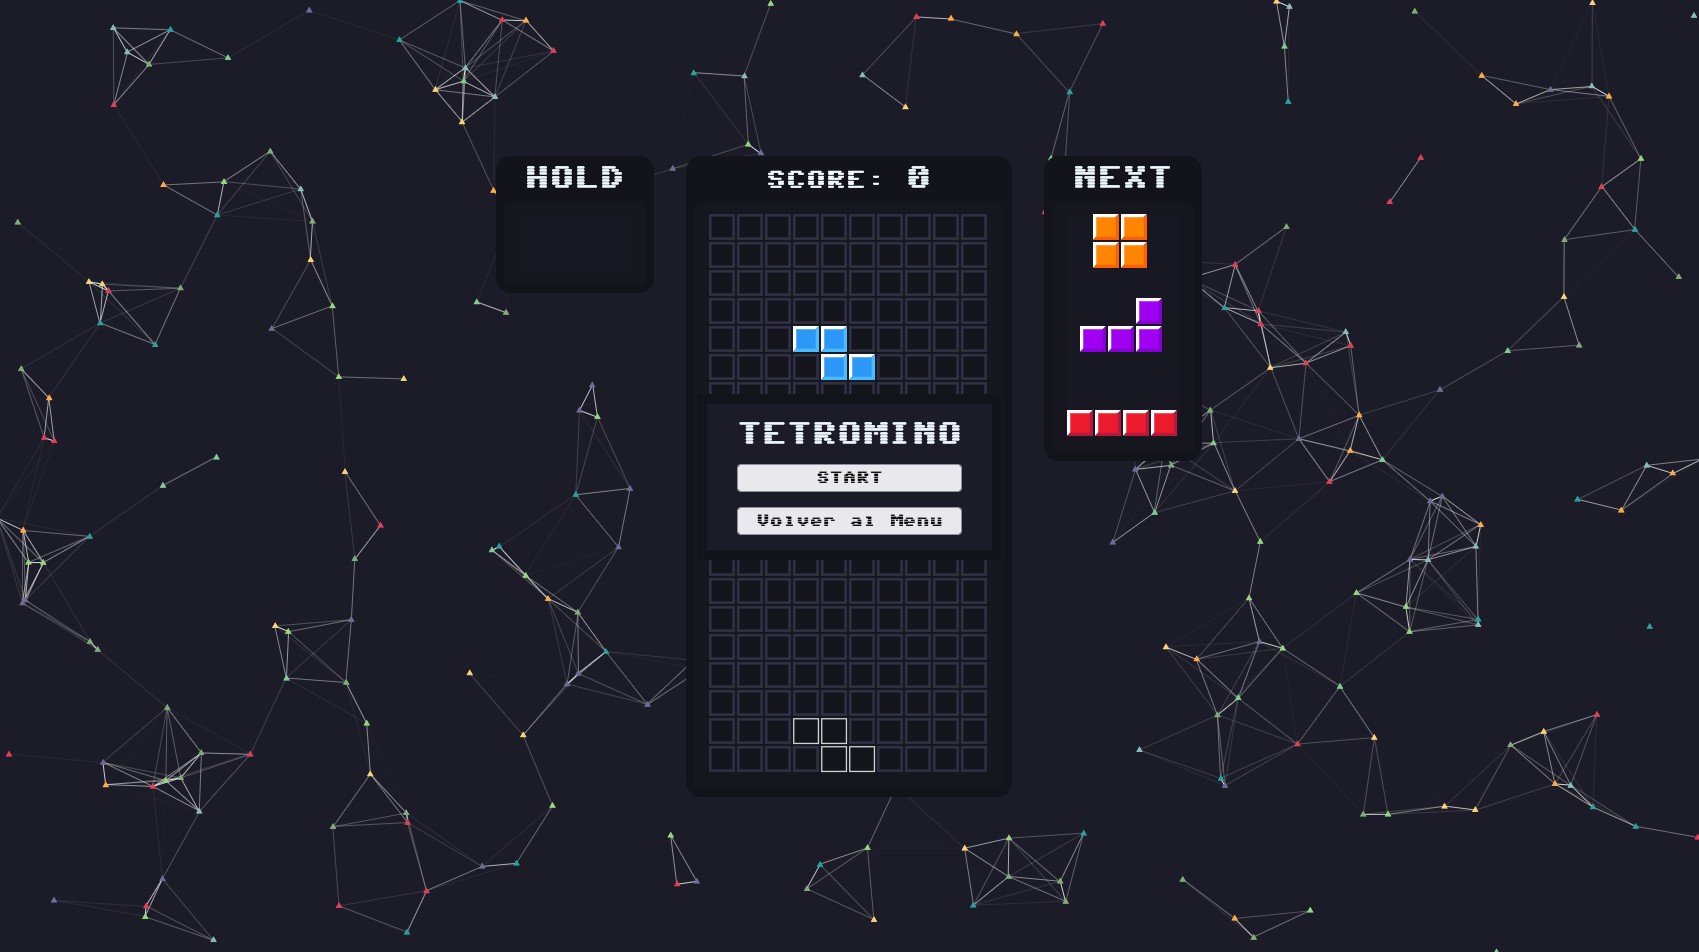 HOLD
SCORE: 0
NEXT
TETROMINO
START
Volver al Menu